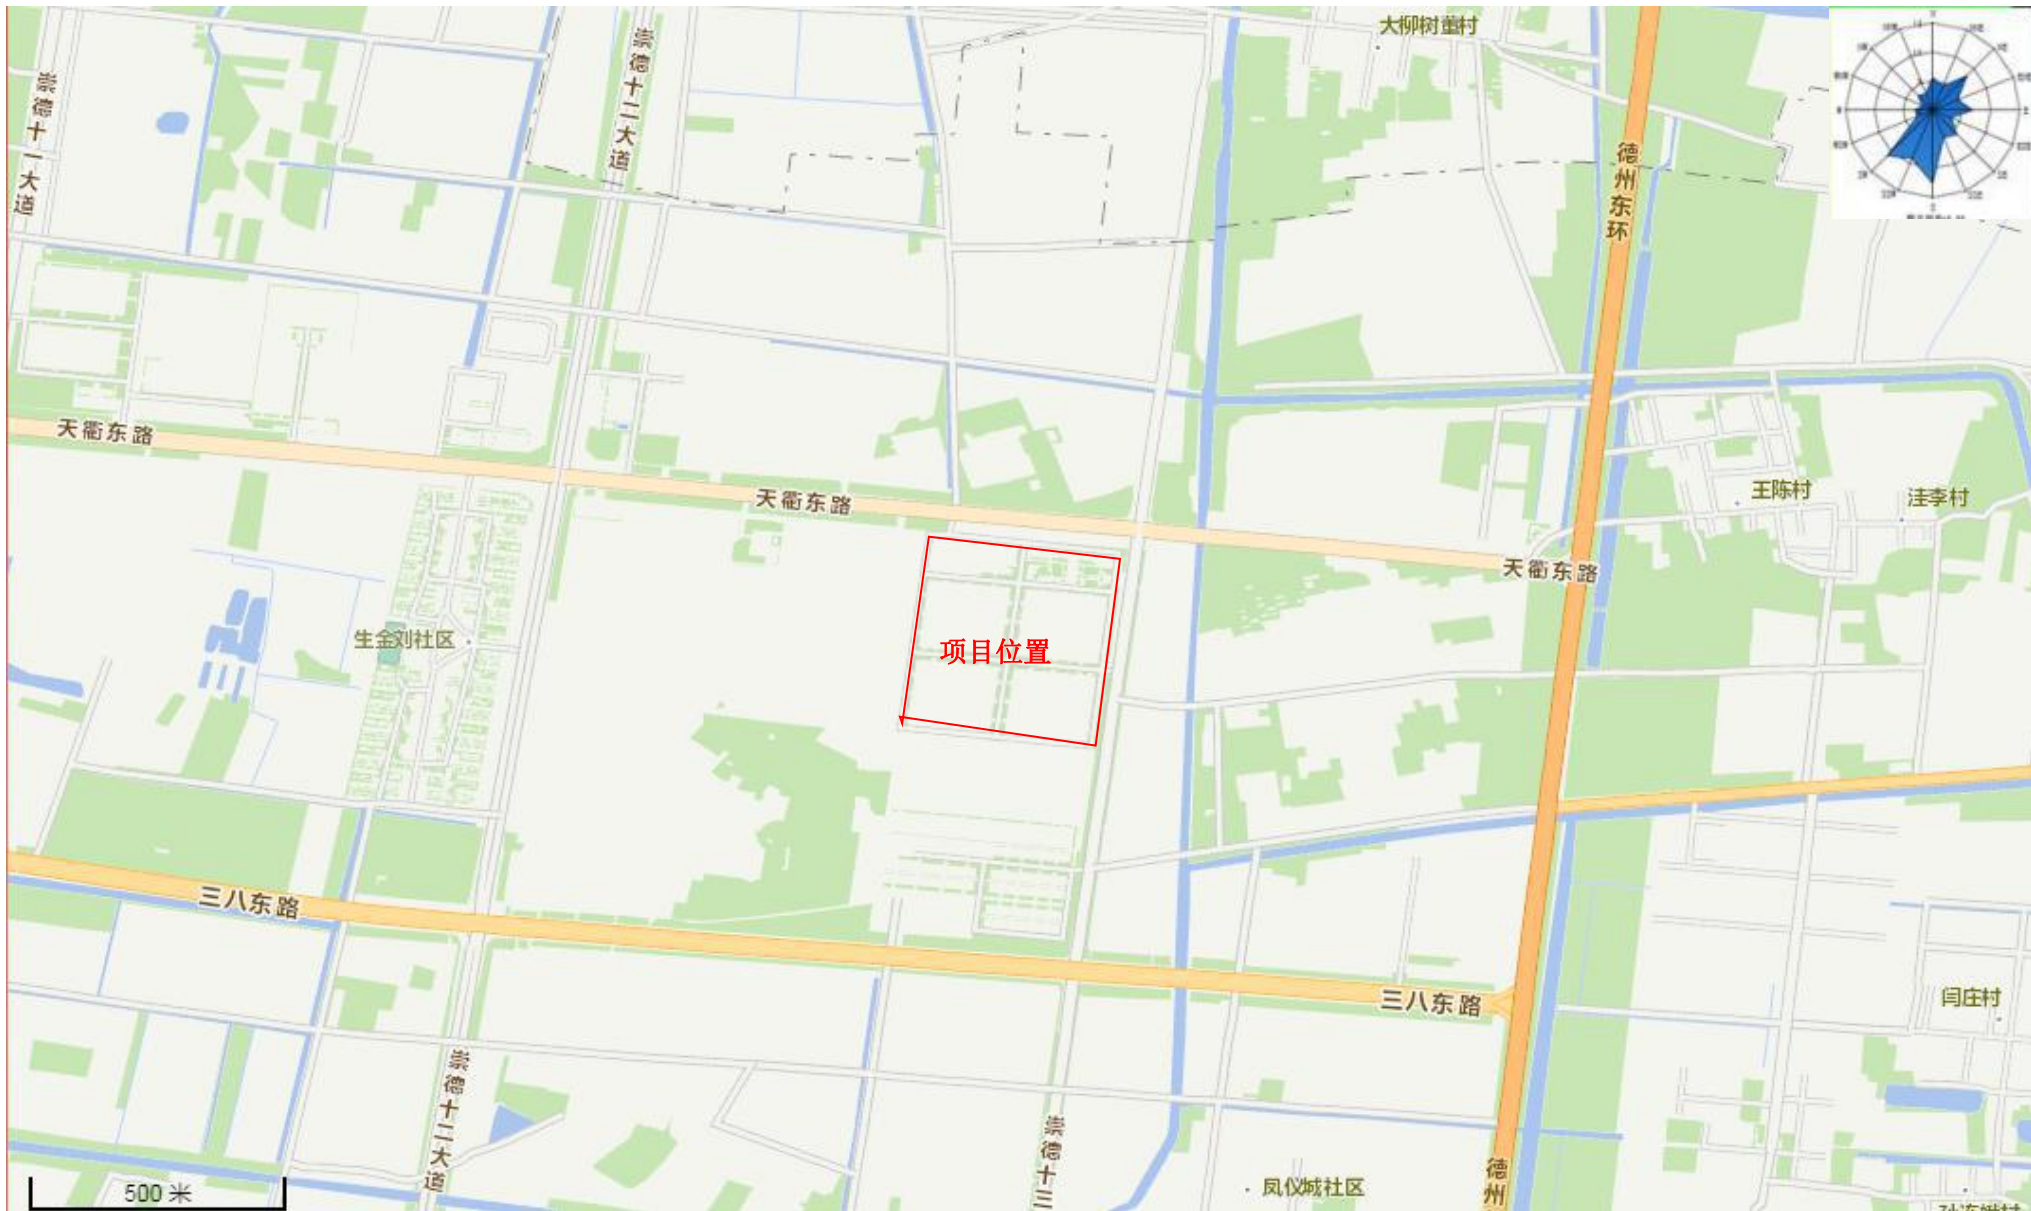 大柳树董村
崇德十二大道
崇德十一大道
德州东环
天衢东路
天衢东路
王陈村
洼李村
天衢东路
生金刘社区
项目位置
三八东路
三八东路
闫庄村
崇德十二大道
崇德十三
德州
凤仪城社区
500 米